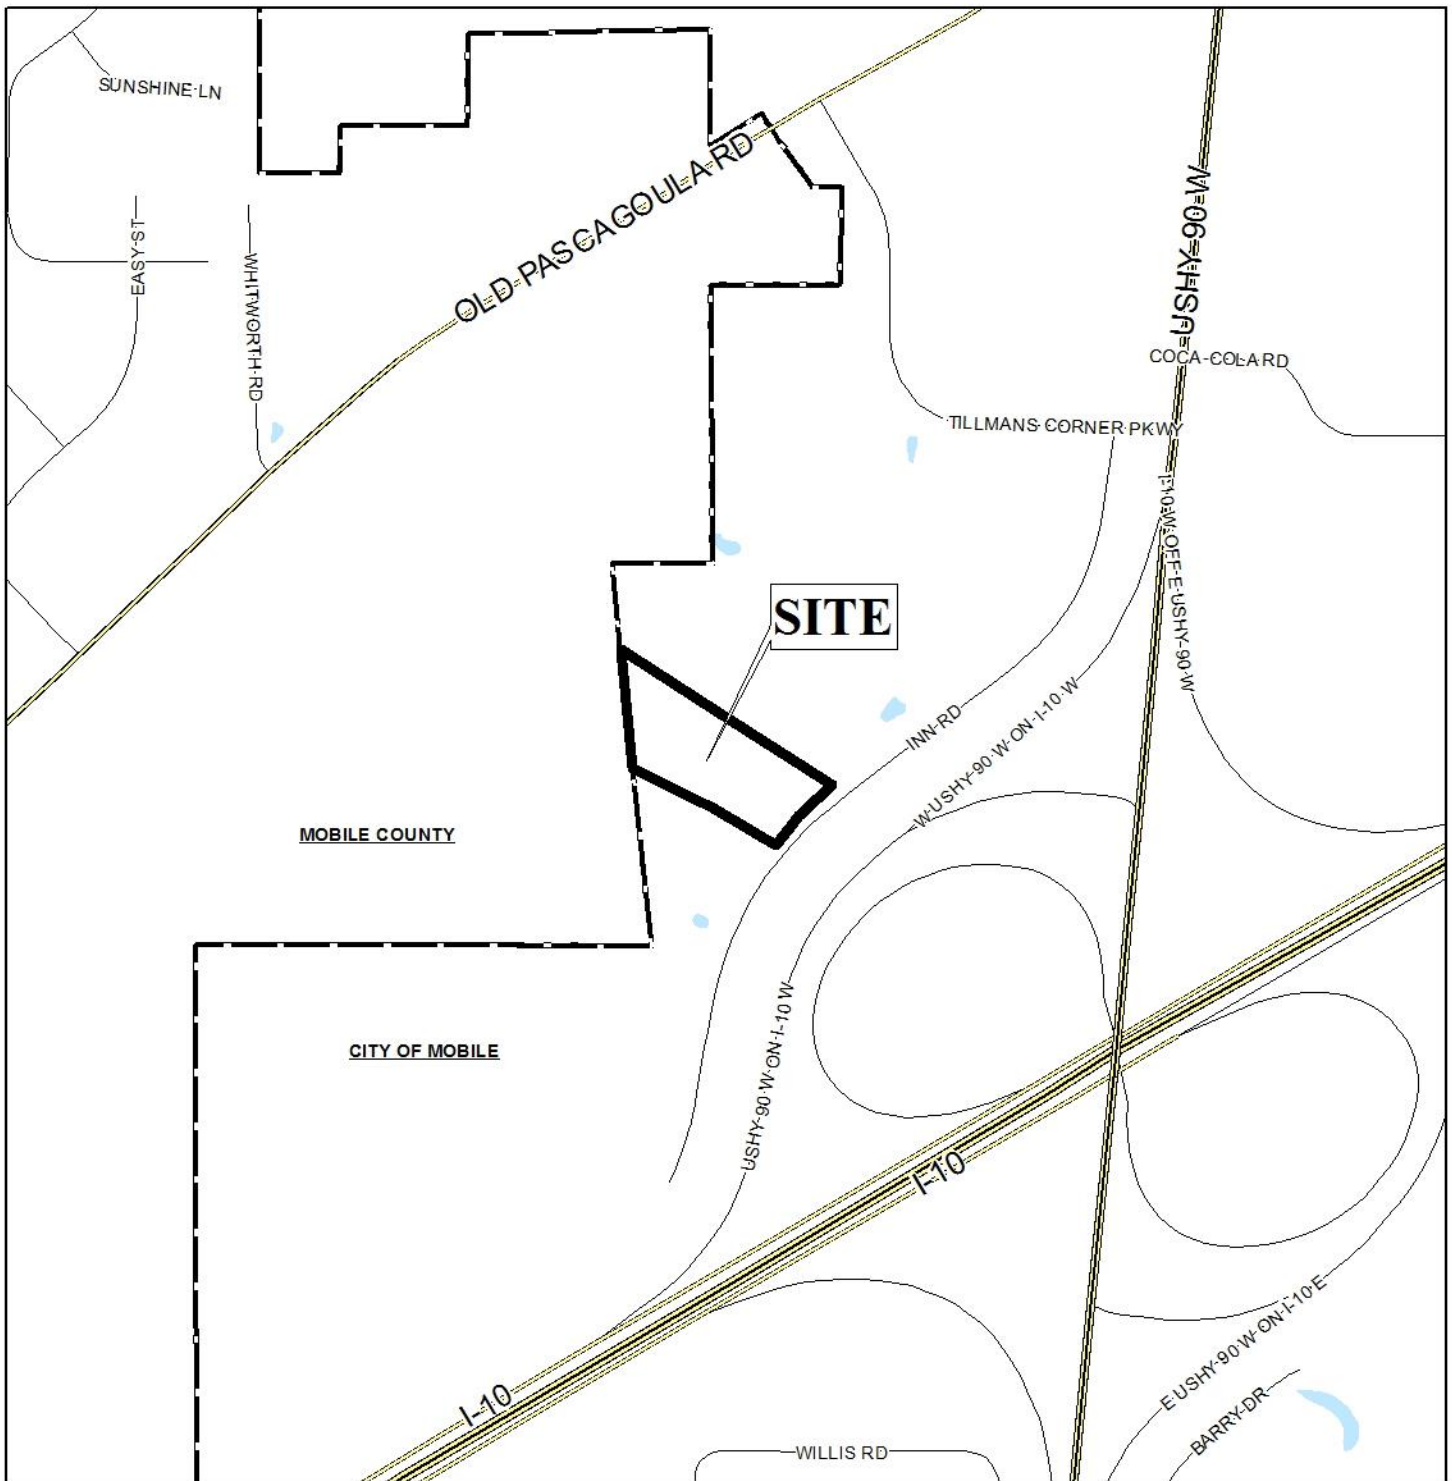 SUNSHINE LN
OLD PASCAGOULA RD
USHY-90 W
EASY ST
WHITWORTH RD
COCA-COLA RD
TILLMANS CORNER PKWY
I-10 W OFF E USHY-90 W
SITE
INN RD
W USHY-90 W ON I-10 W
MOBILE COUNTY
CITY OF MOBILE
USHY-90 W ON I-10 W
I-10
E USHY-90 W ON I-10 E
I-10
BARRY DR
WILLIS RD